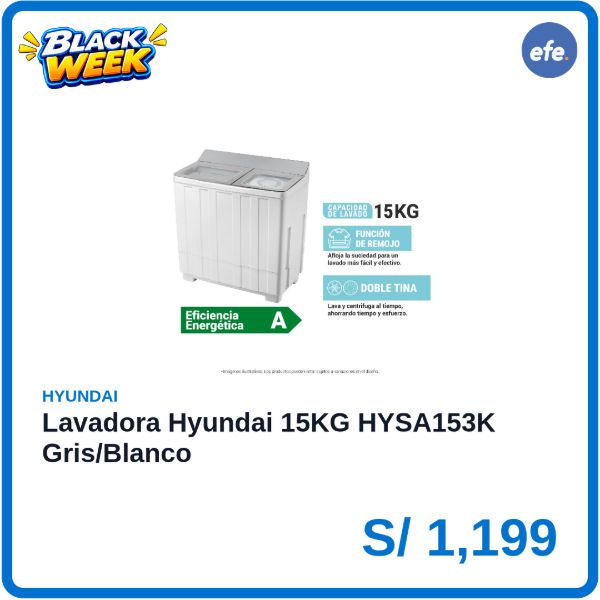 BLACK
WEEK
efe.
CAPACIDAD
DE LAVADO
15KG
FUNCIÓN
DE REMOJO
Afloja la suciedad para un
lavado más fácil y efectivo.
DOBLE TINA
Lava y centrifuga al tiempo,
ahorrando tiempo y esfuerzo.
Eficiencia
Energética
A
HYUNDAI
Lavadora Hyundai 15KG HYSA153K
Gris/Blanco
S/ 1,199